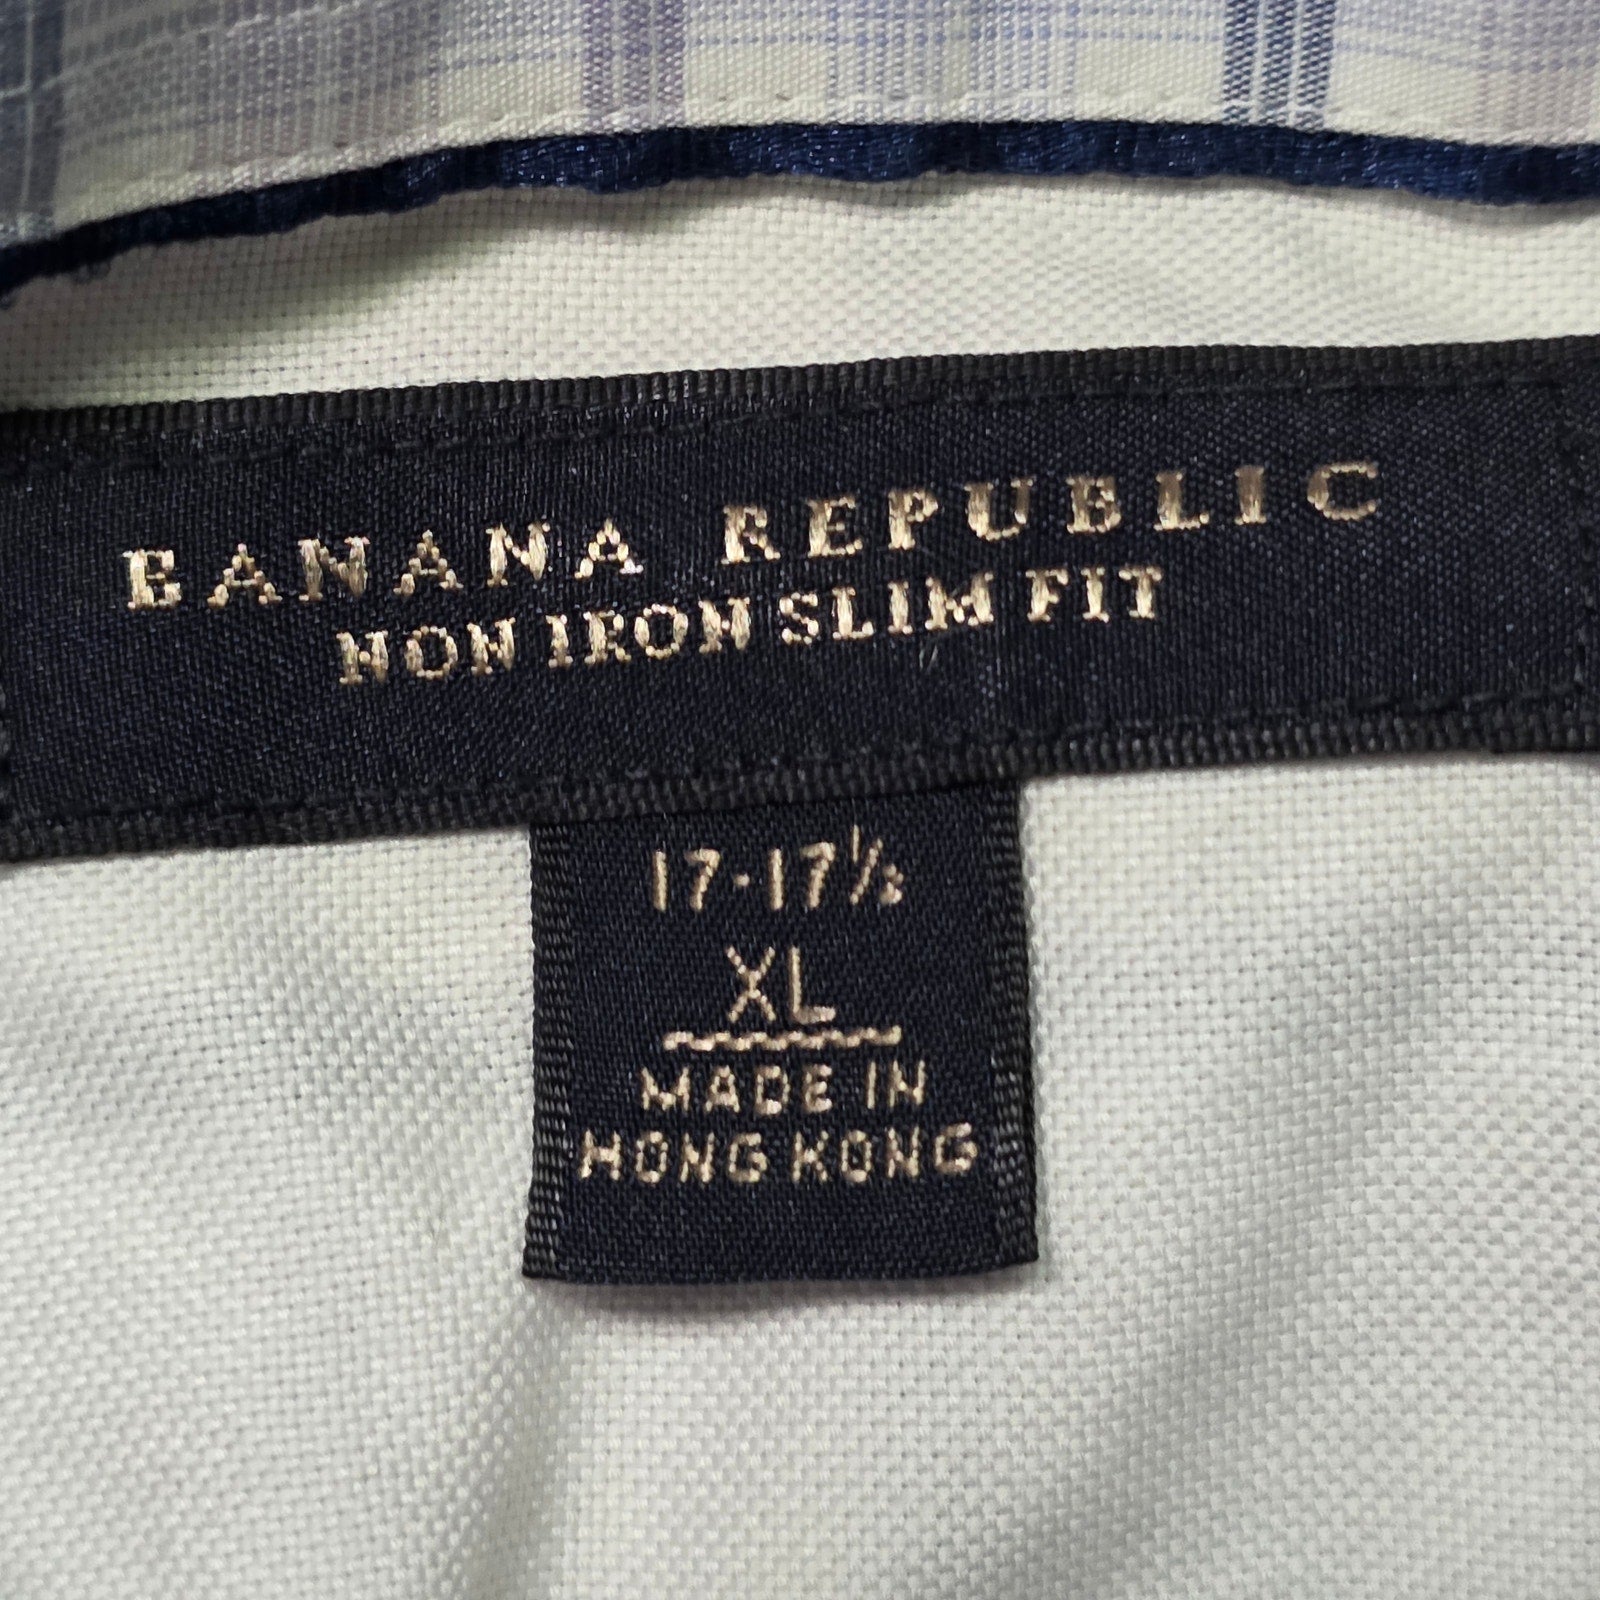 BANANA REPUBLIC
NON IRON SLIM FIT
17-17½
XL
MADE IN
HONG KONG